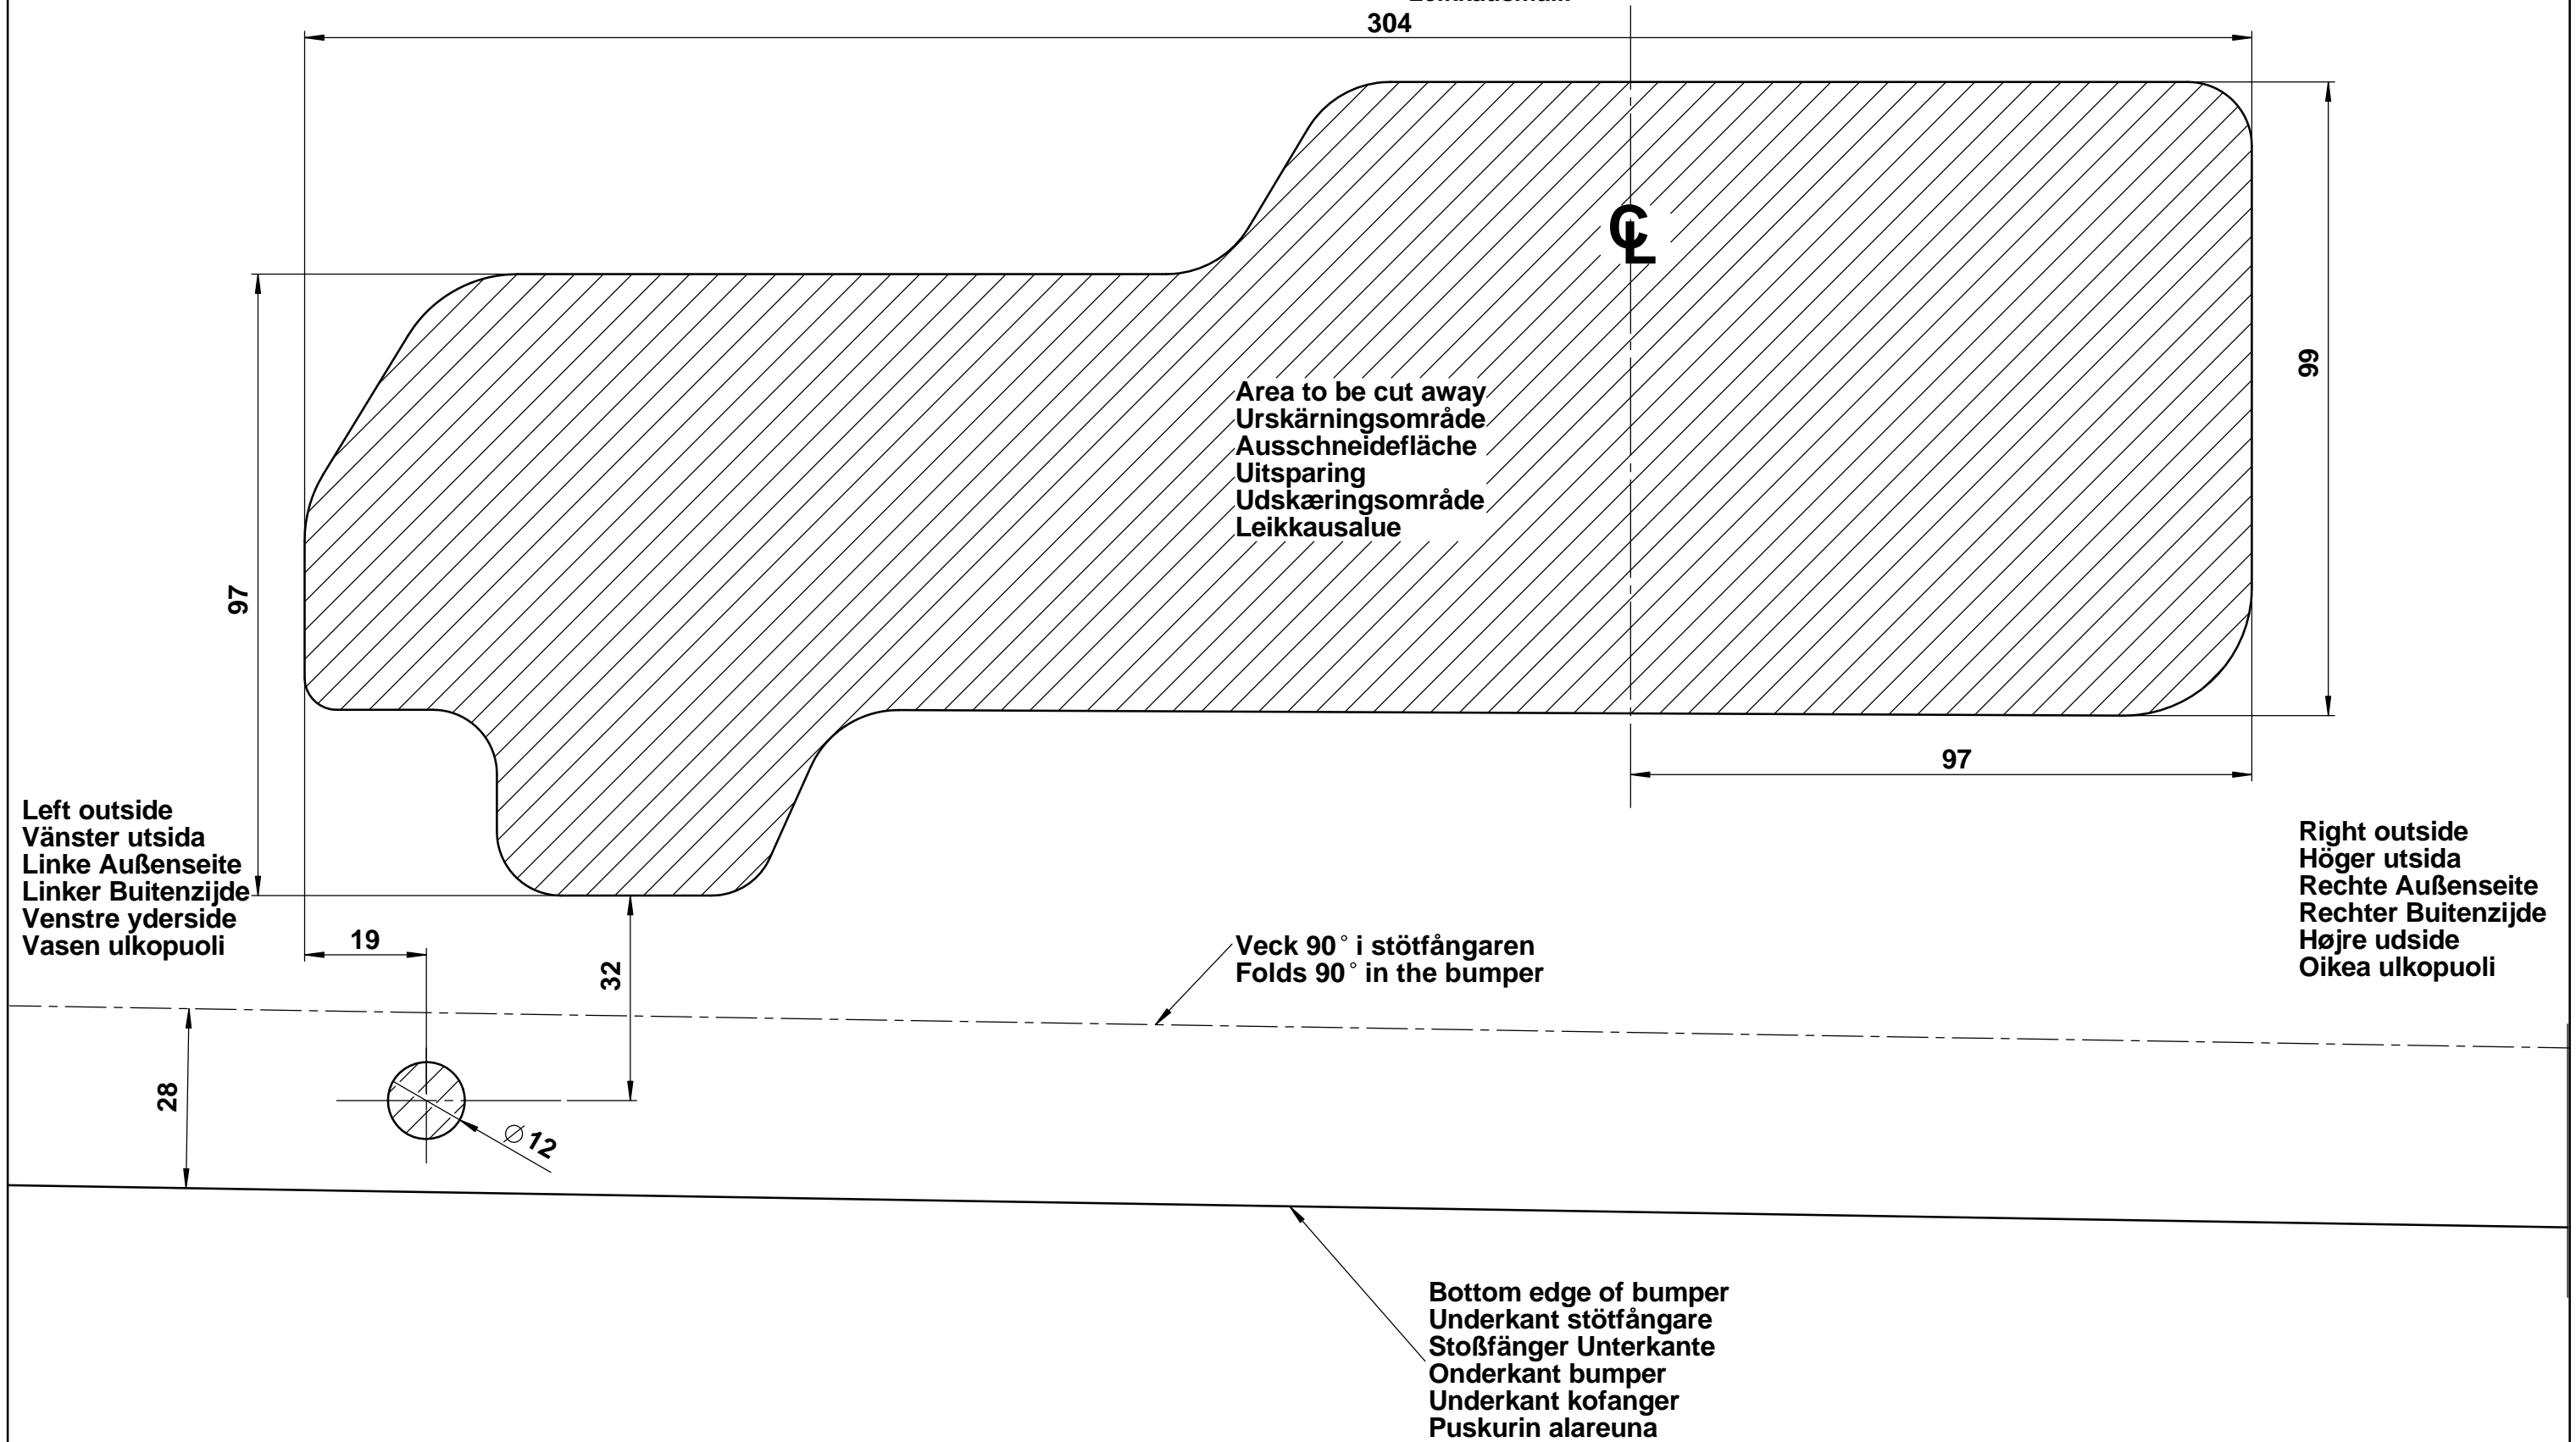 304
℄
99
Area to be cut away
Urskärningsområde
Ausschneidefläche
Uitsparing
Udskæringsområde
Leikkausalue
97
97
Left outside
Vänster utsida
Linke Außenseite
Linker Buitenzijde
Venstre yderside
Vasen ulkopuoli
Right outside
Höger utsida
Rechte Außenseite
Rechter Buitenzijde
Højre udside
Oikea ulkopuoli
19
32
Veck 90° i stötfångaren
Folds 90° in the bumper
28
∅ 12
Bottom edge of bumper
Underkant stötfångare
Stoßfänger Unterkante
Onderkant bumper
Underkant kofanger
Puskurin alareuna